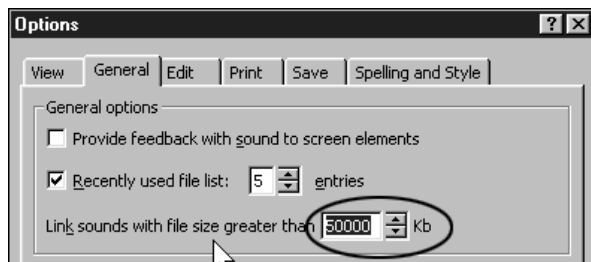 Options ? ×
View General Edit Print Save Spelling and Style
General options
Provide feedback with sound to screen elements
Recently used file list: 5 entries
Link sounds with file size greater than 50000 Kb